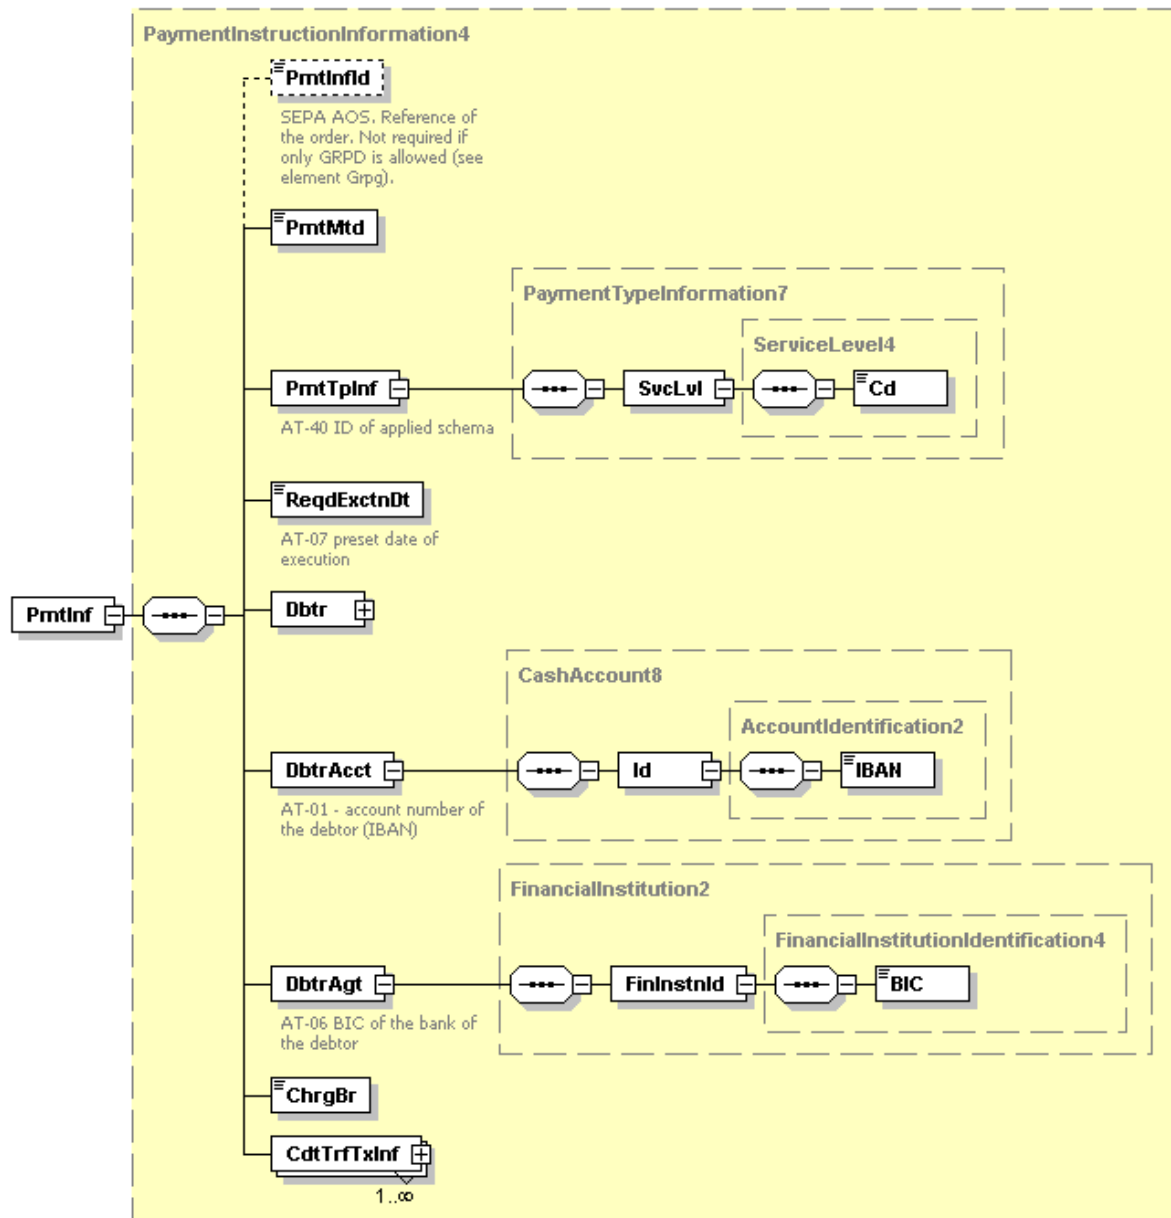 PaymentInstructionInformation4
PmtInfId
SEPA AOS. Reference of
the order. Not required if
only GRPD is allowed (see
element Grpg).
PmtMtd
PaymentTypeInformation7
ServiceLevel4
PmtTpInf
SvcLvl
Cd
AT-40 ID of applied schema
ReqdExctnDt
AT-07 preset date of
execution
PmtInf
Dbtr
CashAccount8
AccountIdentification2
DbtrAcct
Id
IBAN
AT-01 - account number of
the debtor (IBAN)
FinancialInstitution2
FinancialInstitutionIdentification4
DbtrAgt
FinInstnId
BIC
AT-06 BIC of the bank of
the debtor
ChrgBr
CdtTrfTxInf
1..∞